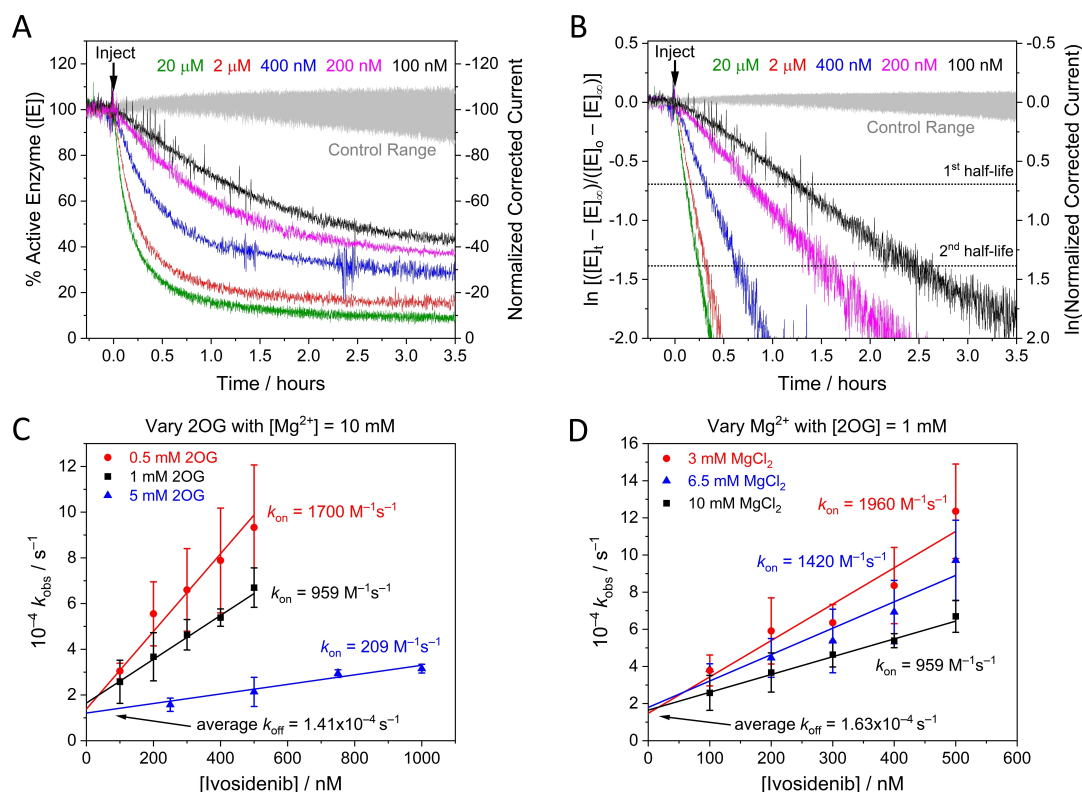 A
Inject
20 µM 2 µM 400 nM 200 nM 100 nM
Control Range
% Active Enzyme ([E])
120
100
80
60
40
20
0
Normalized Corrected Current
-120
-100
-80
-60
-40
-20
0
0.0 0.5 1.0 1.5 2.0 2.5 3.0 3.5
Time / hours
B
Inject
20 µM 2 µM 400 nM 200 nM 100 nM
Control Range
1st half-life
2nd half-life
ln [([E]t – [E]∞)/([E]o – [E]∞)]
0.5
0.0
-0.5
-1.0
-1.5
-2.0
ln(Normalized Corrected Current)
-0.5
0.0
0.5
1.0
1.5
2.0
0.0 0.5 1.0 1.5 2.0 2.5 3.0 3.5
Time / hours
C
Vary 2OG with [Mg2+] = 10 mM
0.5 mM 2OG
1 mM 2OG
5 mM 2OG
kon = 1700 M−1s−1
kon = 959 M−1s−1
kon = 209 M−1s−1
average koff = 1.41x10−4 s−1
10−4 kobs / s−1
12
10
8
6
4
2
0
0 200 400 600 800 1000
[Ivosidenib] / nM
D
Vary Mg2+ with [2OG] = 1 mM
3 mM MgCl2
6.5 mM MgCl2
10 mM MgCl2
kon = 1960 M−1s−1
kon = 1420 M−1s−1
kon = 959 M−1s−1
average koff = 1.63x10−4 s−1
10−4 kobs / s−1
16
14
12
10
8
6
4
2
0
0 100 200 300 400 500 600
[Ivosidenib] / nM